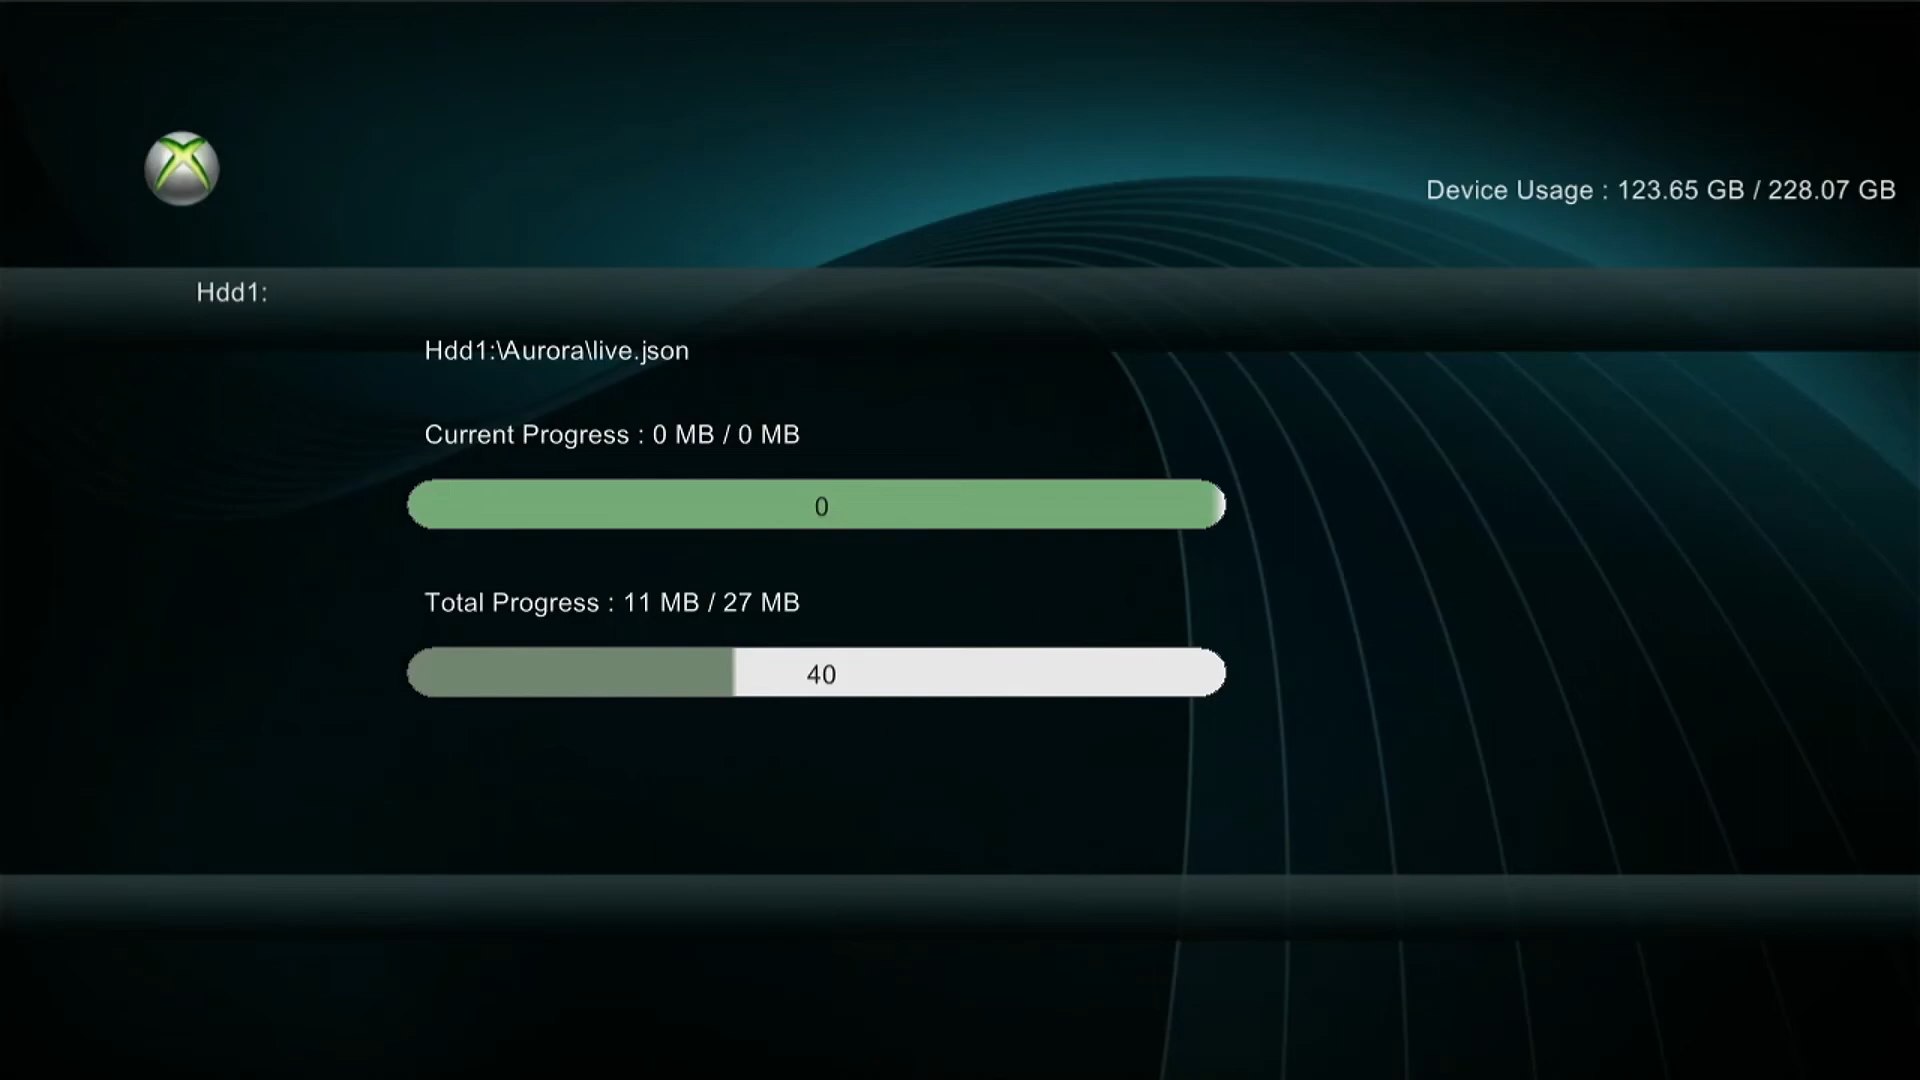 Device Usage : 123.65 GB / 228.07 GB
Hdd1:
Hdd1:\Aurora\live.json
Current Progress : 0 MB / 0 MB
0
Total Progress : 11 MB / 27 MB
40